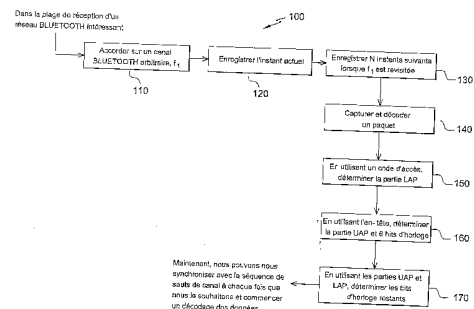 Dans la plage de réception d'un
réseau BLUETOOTH intéressant
100
Accorder sur un canal
BLUETOOTH arbitraire, f1
110
Enregistrer l'instant actuel
120
Enregistrer N instants suivants
lorsque f1 est revisitée
130
Capturer et décoder
un paquet
140
En utilisant un code d'accès,
déterminer la partie LAP
150
En utilisant l'en-tête, déterminer
la partie UAP et 6 bits d'horloge
160
En utilisant les parties UAP et
LAP, déterminer les bits
d'horloge restants
170
Maintenant, nous pouvons nous
synchroniser avec la séquence de
sauts de canal à chaque fois que
nous le souhaitons et commencer
un décodage des données